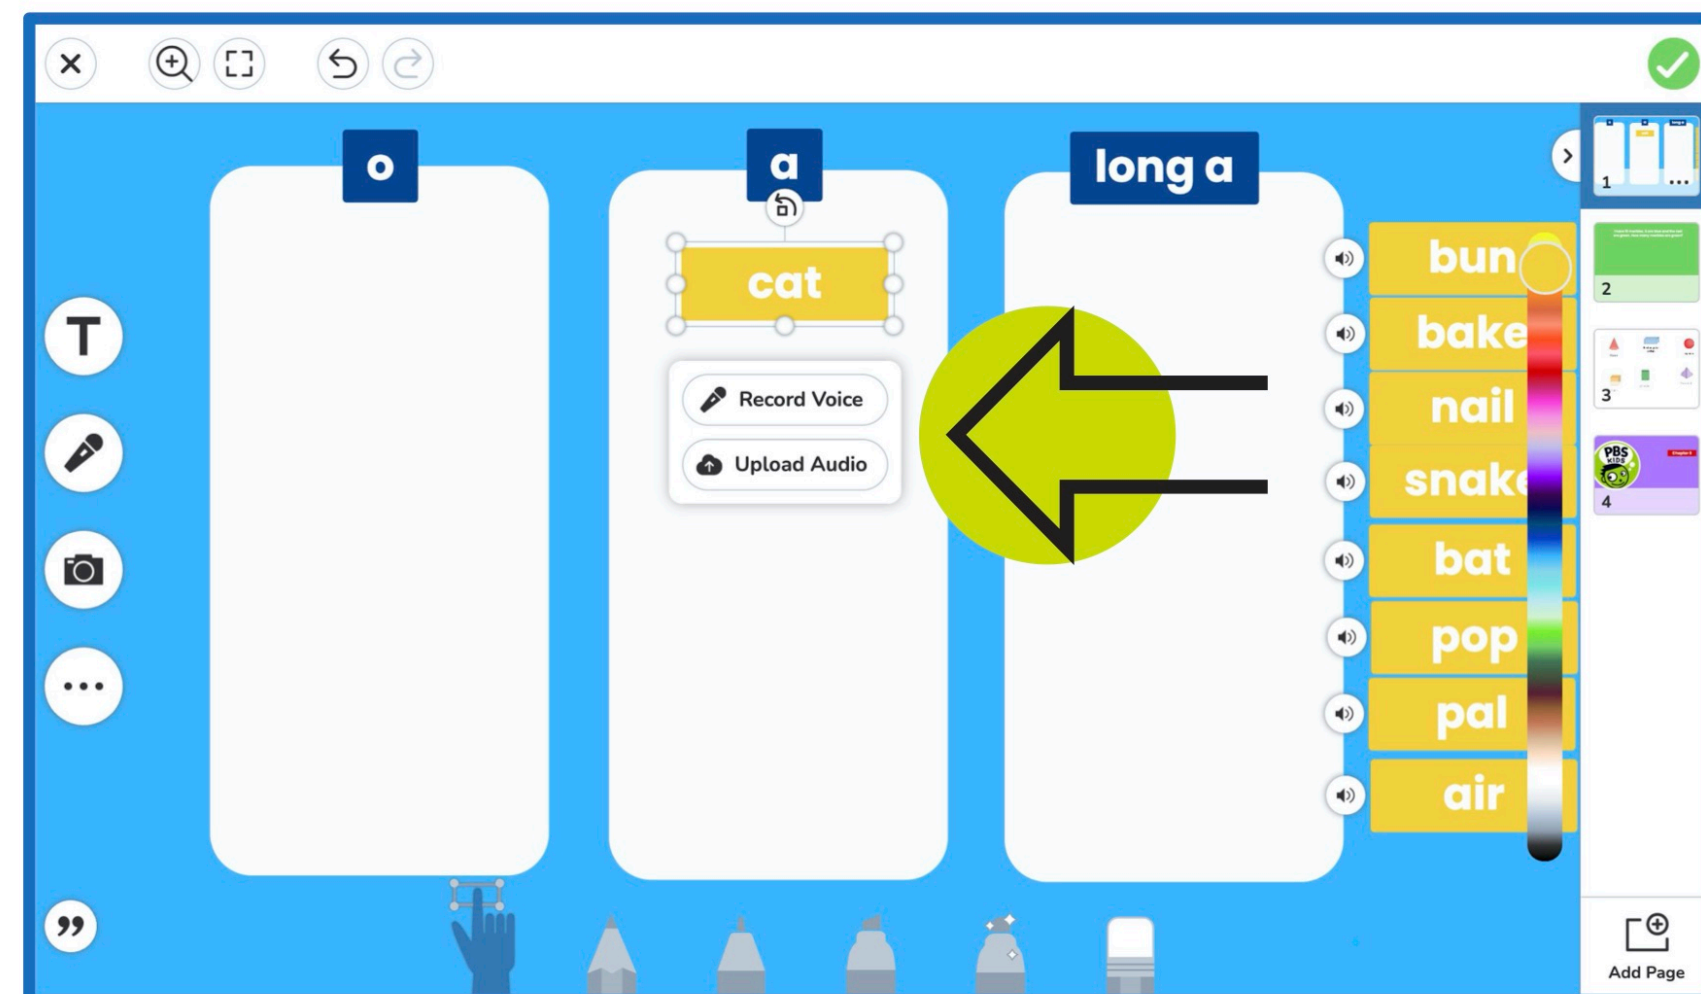 o
a
long a
cat
Record Voice
Upload Audio
T
bun
bake
nail
snake
bat
pop
pal
air
1
2
3
PBS
KIDS
4
Add Page